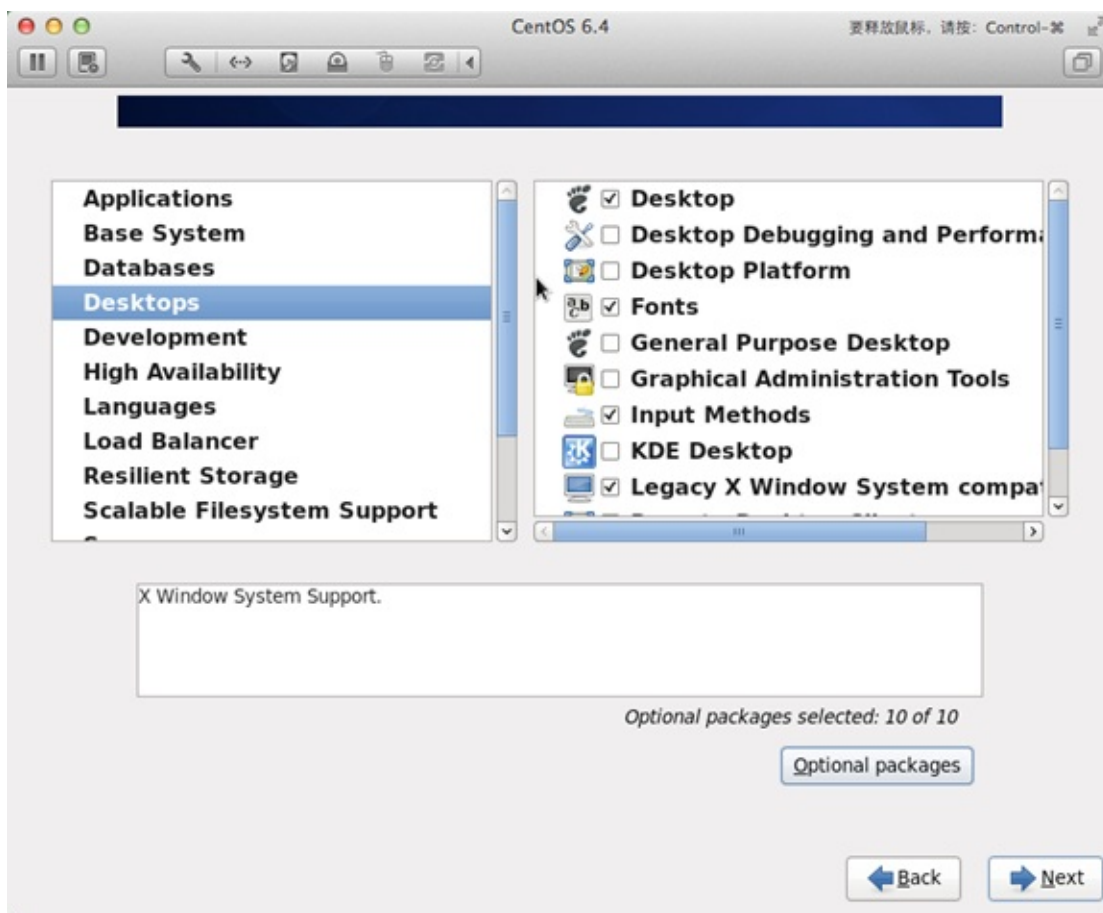 CentOS 6.4
要释放鼠标，请按：Control-⌘
Applications
Base System
Databases
Desktops
Development
High Availability
Languages
Load Balancer
Resilient Storage
Scalable Filesystem Support
Desktop
Desktop Debugging and Performa
Desktop Platform
Fonts
General Purpose Desktop
Graphical Administration Tools
Input Methods
KDE Desktop
Legacy X Window System compa
X Window System Support.
Optional packages selected: 10 of 10
Optional packages
Back
Next